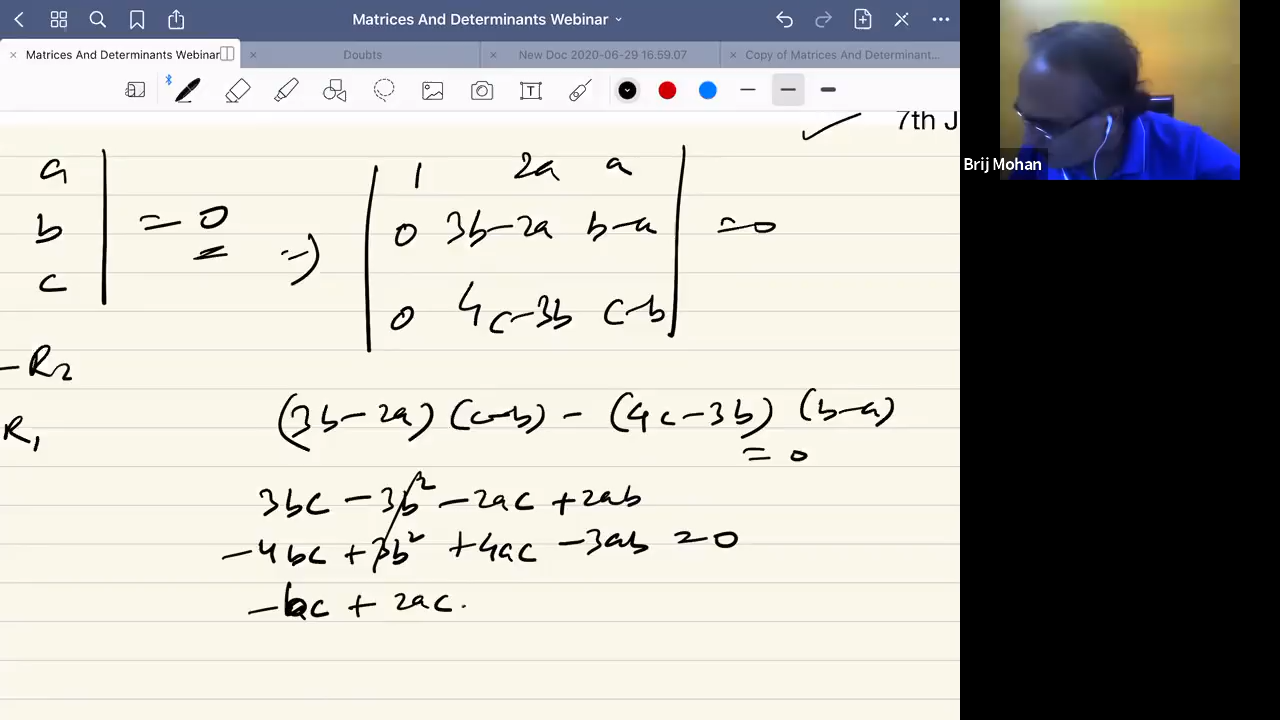 Matrices And Determinants Webinar
Matrices And Determinants Webinar
Doubts
New Doc 2020-06-29 16.59.07
Copy of Matrices And Determinant...
7th J
Brij Mohan
a
b
c
= 0
=>
1 2a a
0 3b-2a b-a
0 4c-3b c-b
=0
- R2
R1
(3b-2a) (c-b) - (4c-3b) (b-a)
= 0
3bc - 3b² - 2ac + 2ab
-4bc + 3b² + 4ac - 3ab = 0
-bc + 2ac.